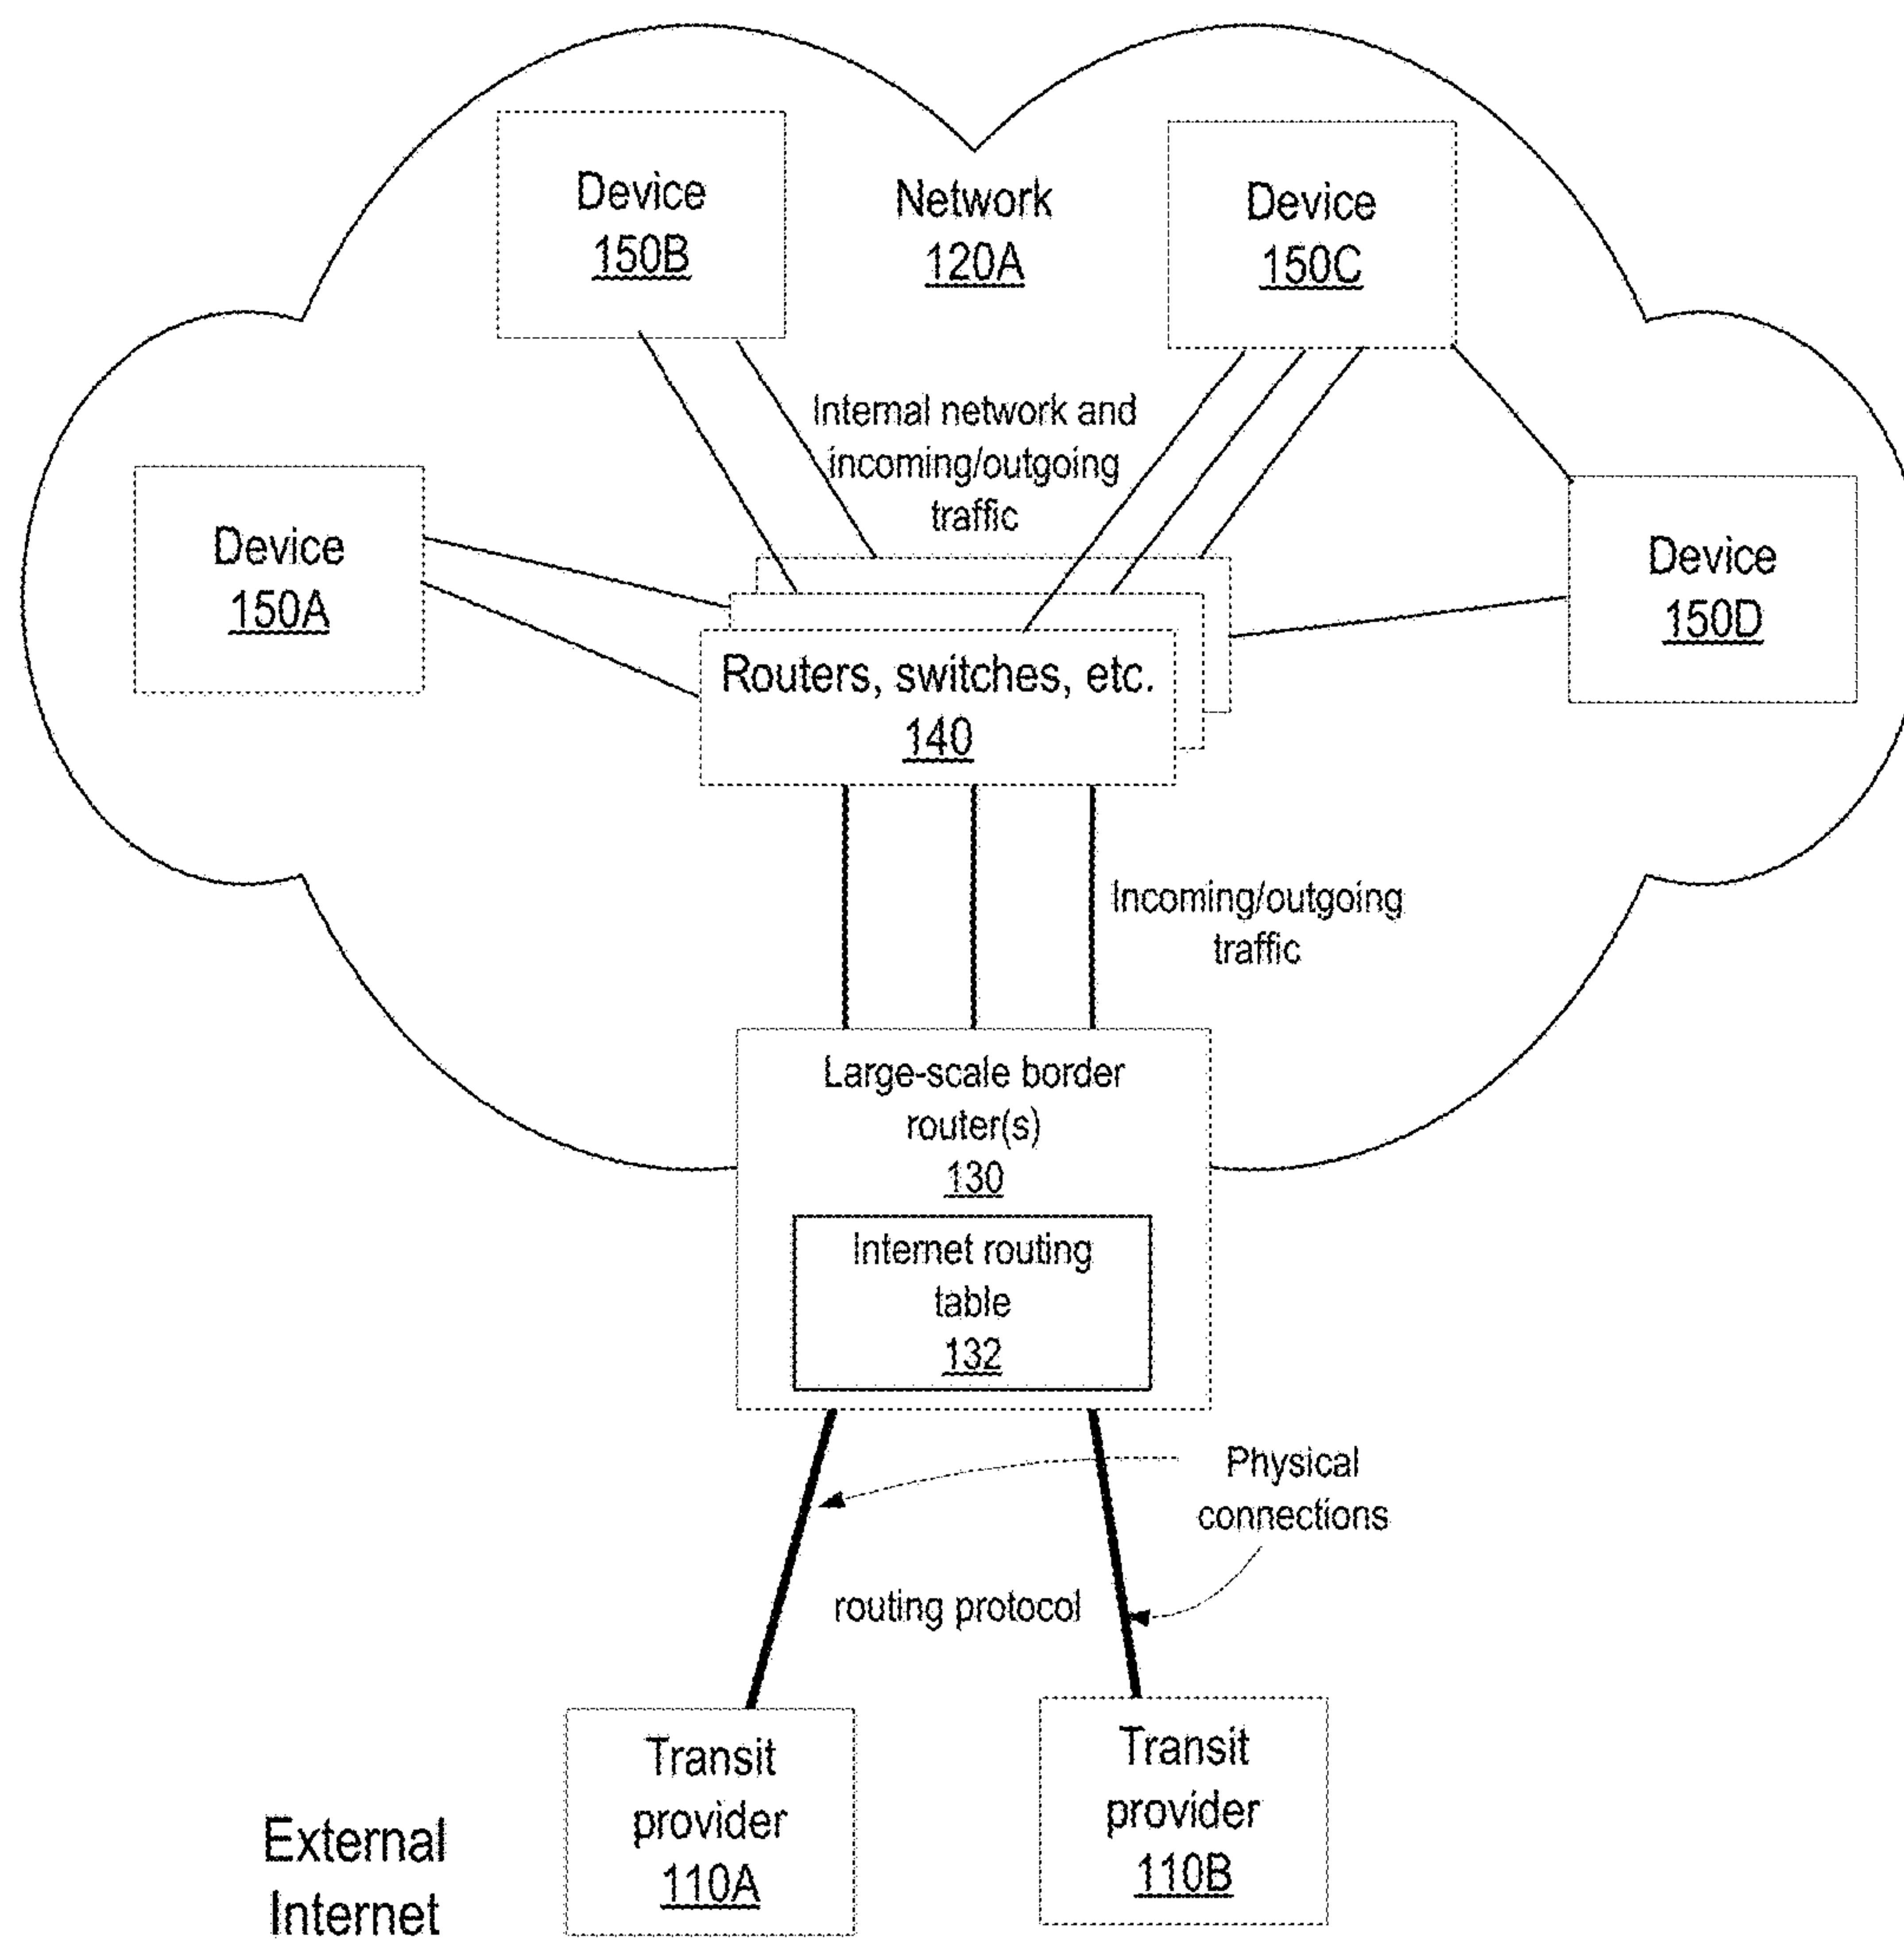 Device
150B
Network
120A
Device
150C
Internal network and
incoming/outgoing
traffic
Device
150A
Device
150D
Routers, switches, etc.
140
Incoming/outgoing
traffic
Large-scale border
router(s)
130
Internet routing
table
132
Physical
connections
routing protocol
Transit
provider
110A
Transit
provider
110B
External
Internet